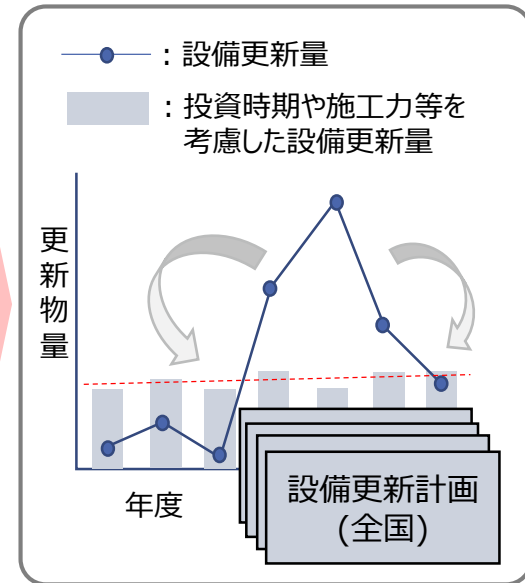 ：設備更新量
：投資時期や施工力等を
考慮した設備更新量
更新物量
年度
設備更新計画
(全国)